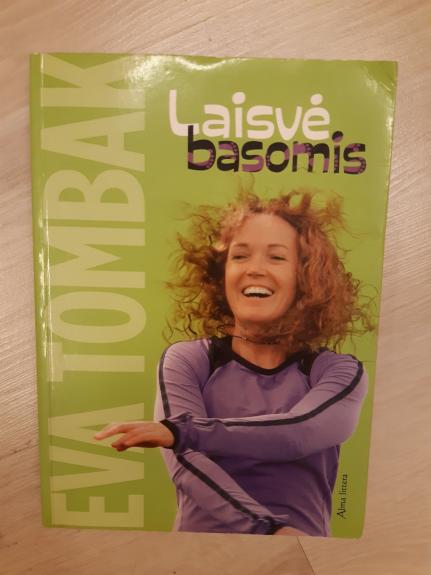 EVA TOMBAK
Laisvė
basomis
Alma littera